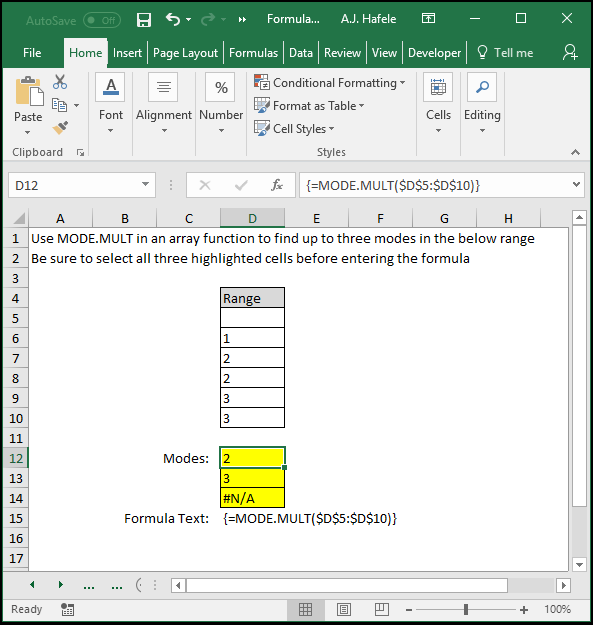 AutoSave Off Formula... A.J. Hafele
File Home Insert Page Layout Formulas Data Review View Developer Tell me
Paste Font Alignment Number Conditional Formatting Format as Table Cell Styles Cells Editing
Clipboard Styles
D12 fx {=MODE.MULT($D$5:$D$10)}
A B C D E F G H
1 Use MODE.MULT in an array function to find up to three modes in the below range
2 Be sure to select all three highlighted cells before entering the formula
3
4 Range
5
6 1
7 2
8 2
9 3
10 3
11
12 Modes: 2
13 3
14 #N/A
15 Formula Text: {=MODE.MULT($D$5:$D$10)}
16
17
... ...
Ready 100%